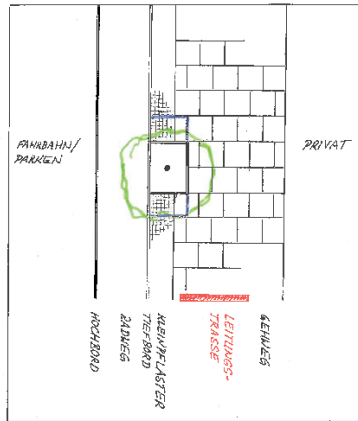 FAHRBAHN/
PARKEN
PRIVAT
HOCHBORD
RADWEG
TIEFBORD
KLEINPFLASTER
LEITUNGS-
TRASSE
GEHWEG